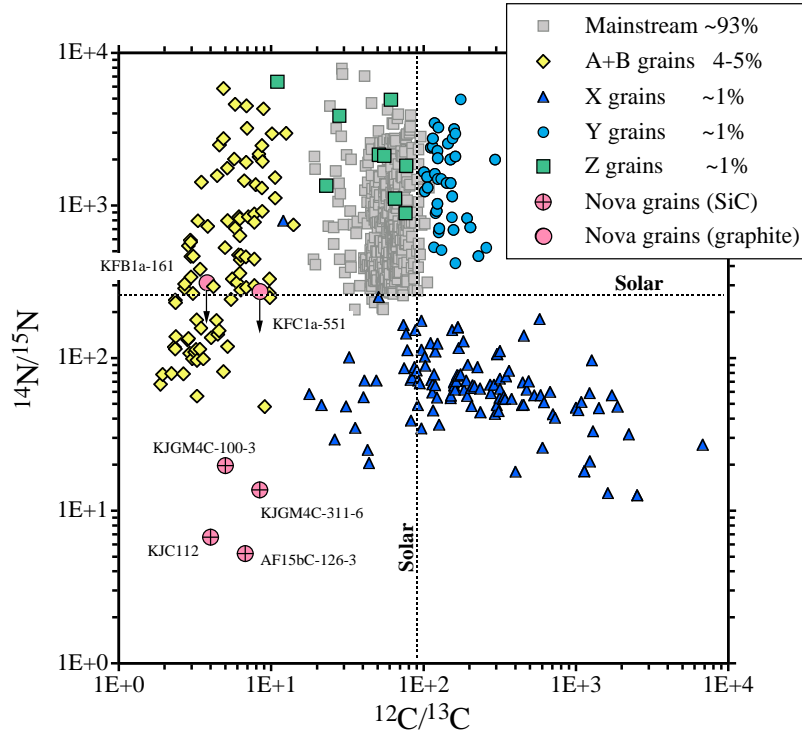 Mainstream ~93%
A+B grains 4-5%
X grains ~1%
Y grains ~1%
Z grains ~1%
Nova grains (SiC)
Nova grains (graphite)
1E+4
1E+3
1E+2
1E+1
1E+0
¹⁴N/¹⁵N
KFB1a-161
Solar
KFC1a-551
KJGM4C-100-3
KJGM4C-311-6
KJC112
AF15bC-126-3
Solar
1E+0 1E+1 1E+2 1E+3 1E+4
¹²C/¹³C